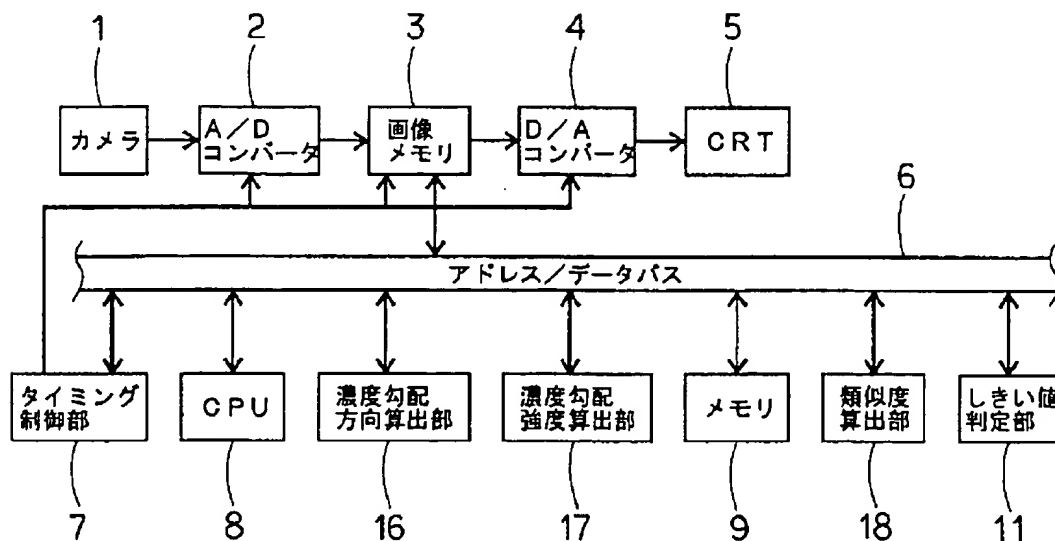 1
2
3
4
5
カメラ
A／D
コンバータ
画像
メモリ
D／A
コンバータ
CRT
6
アドレス／データバス
タイミング
制御部
CPU
濃度勾配
方向算出部
濃度勾配
強度算出部
メモリ
類似度
算出部
しきい値
判定部
7
8
16
17
9
18
11